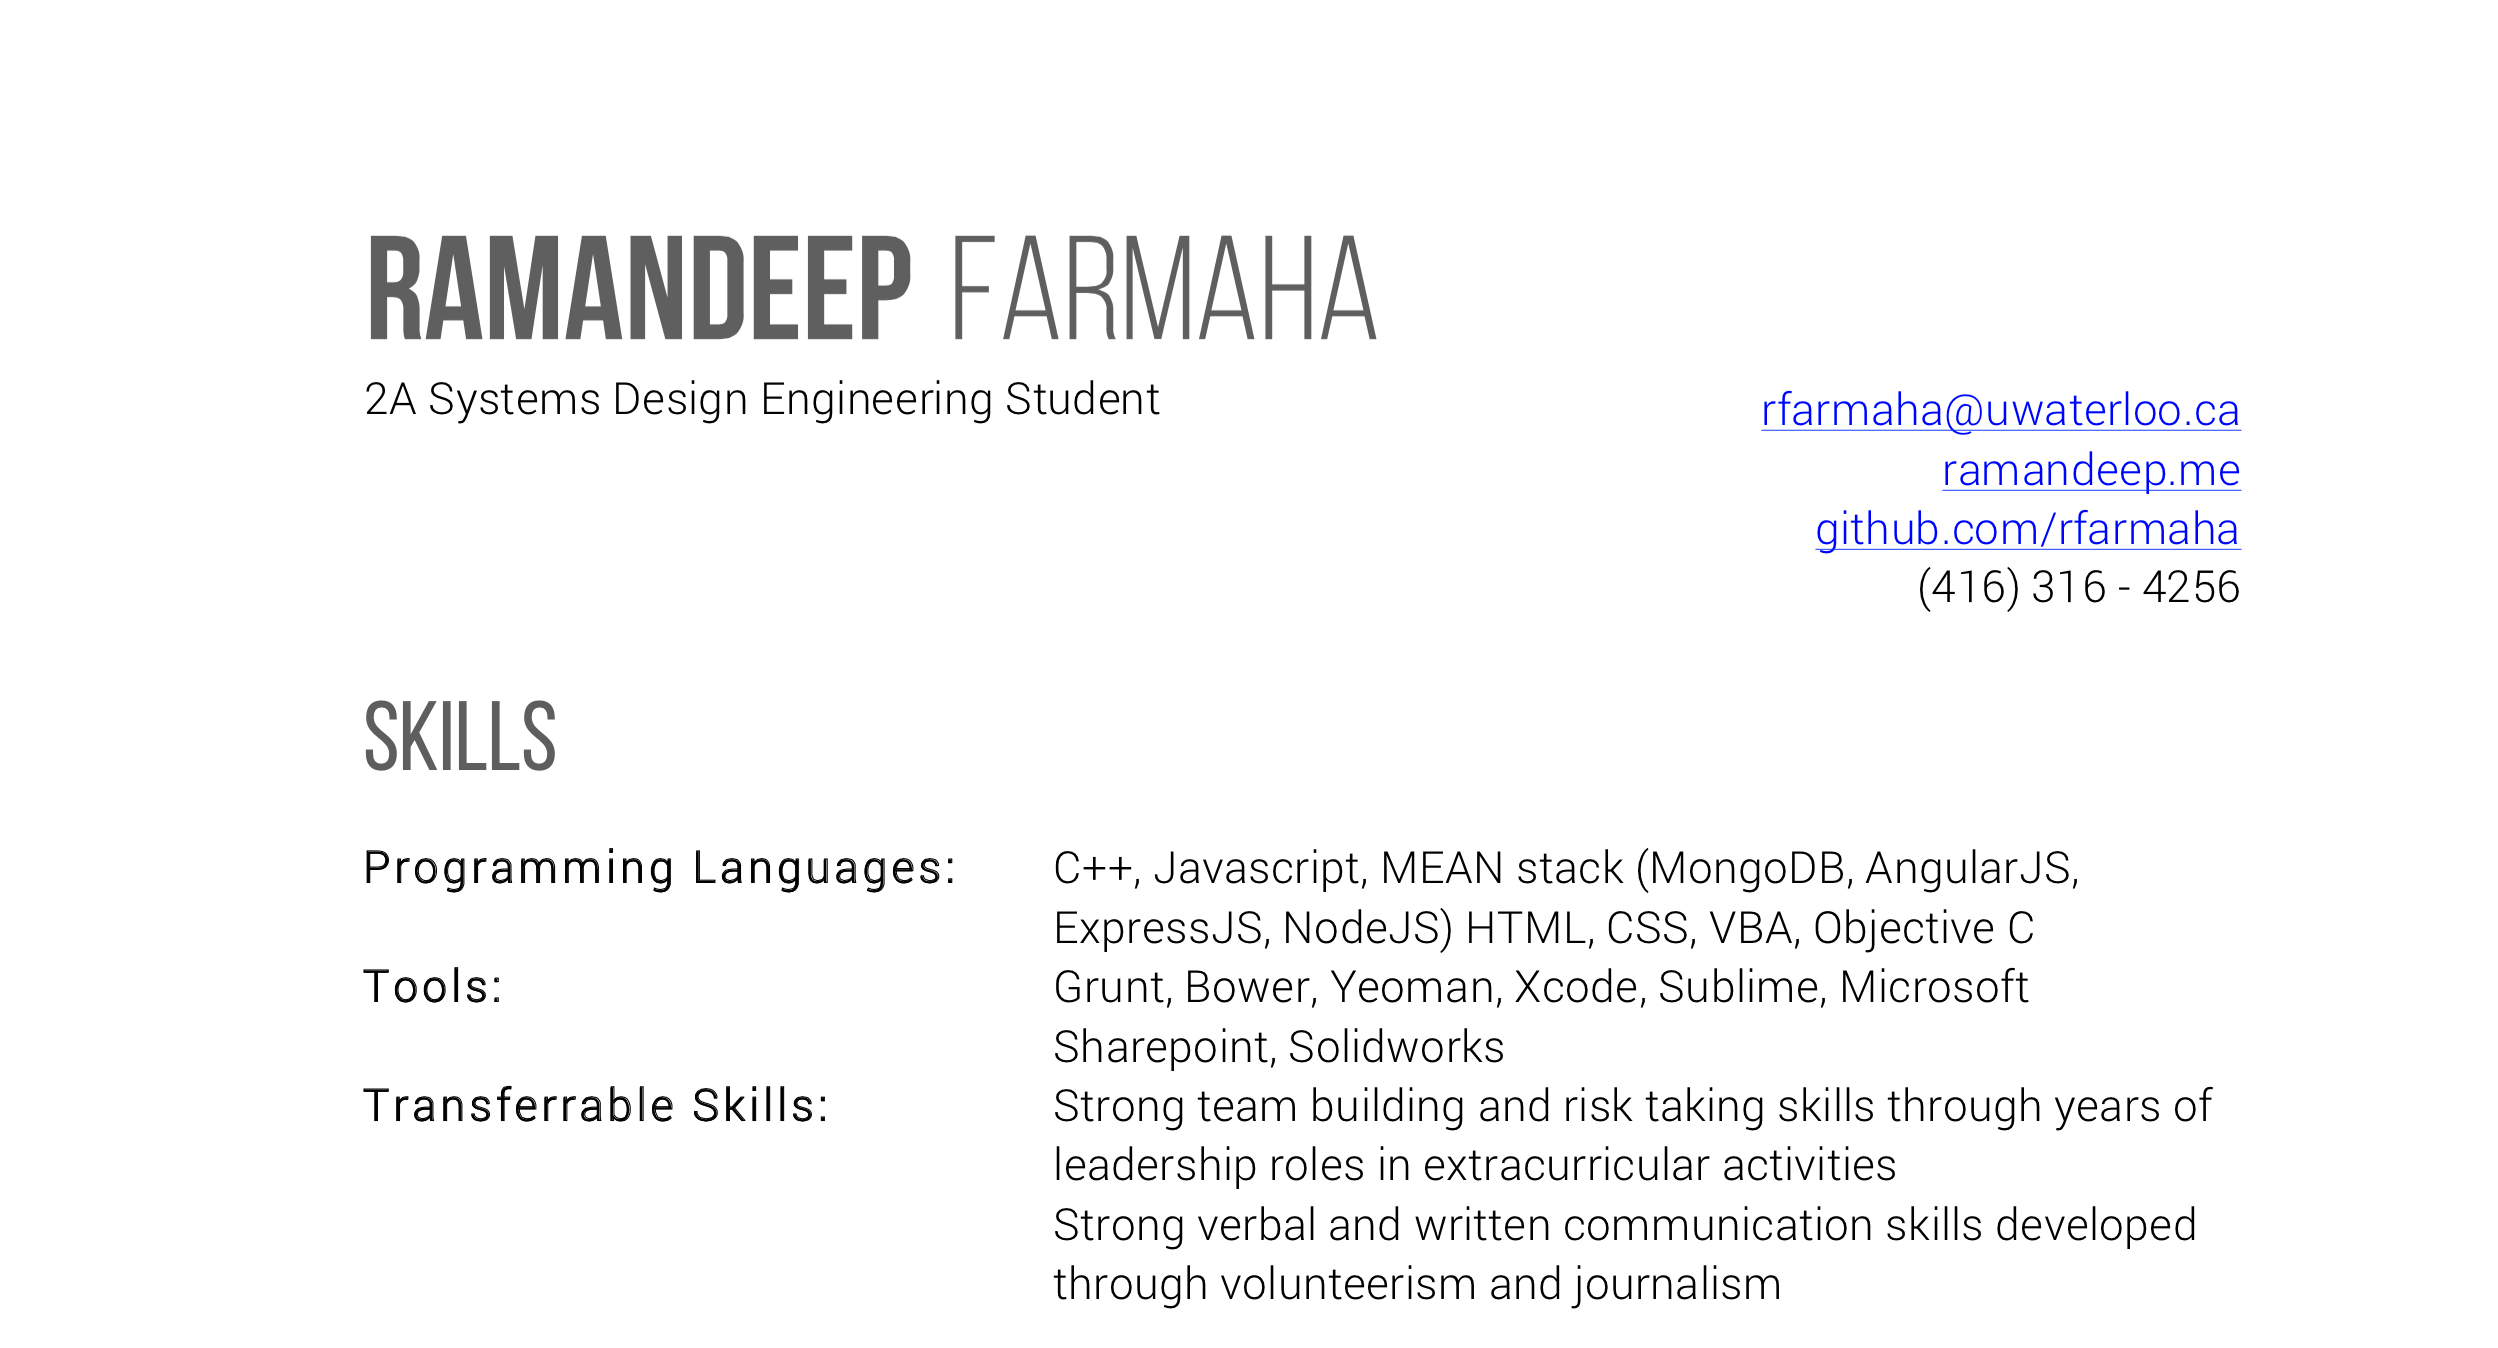 RAMANDEEP FARMAHA
2A Systems Design Engineering Student
rfarmaha@uwaterloo.ca
ramandeep.me
github.com/rfarmaha
(416) 316 - 4256
SKILLS
Programming Languages: C++, Javascript, MEAN stack (MongoDB, AngularJS,
ExpressJS, NodeJS) HTML, CSS, VBA, Objective C
Tools: Grunt, Bower, Yeoman, Xcode, Sublime, Microsoft
Sharepoint, Solidworks
Transferrable Skills: Strong team building and risk taking skills through years of
leadership roles in extracurricular activities
Strong verbal and written communication skills developed
through volunteerism and journalism